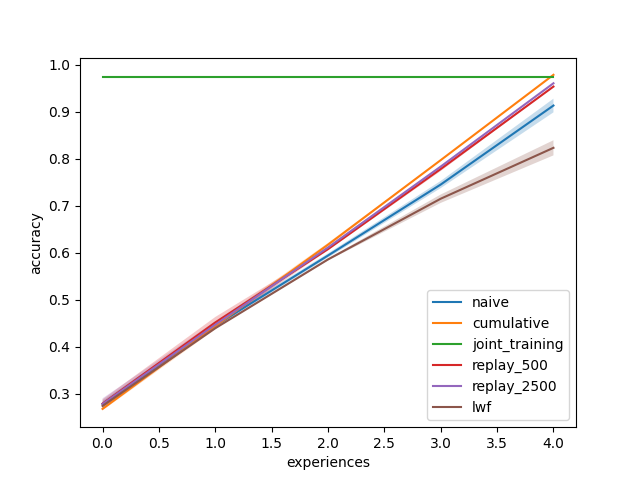 1.0
0.9
0.8
0.7
0.6
0.5
0.4
0.3
accuracy
naive
cumulative
joint_training
replay_500
replay_2500
lwf
0.0 0.5 1.0 1.5 2.0 2.5 3.0 3.5 4.0
experiences